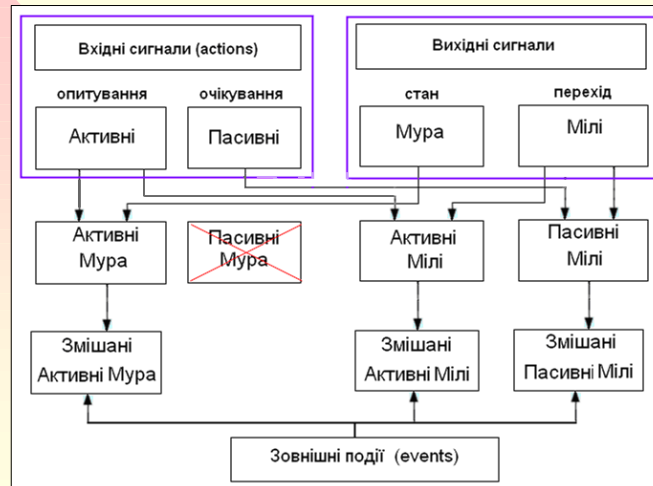 Вхідні сигнали (actions)
Вихідні сигнали
опитування
очікування
стан
перехід
Активні
Пасивні
Мура
Мілі
Активні
Мура
Пасивні
Мура
Активні
Мілі
Пасивні
Мілі
Змішані
Активні Мура
Змішані
Активні Мілі
Змішані
Пасивні Мілі
Зовнішні події (events)